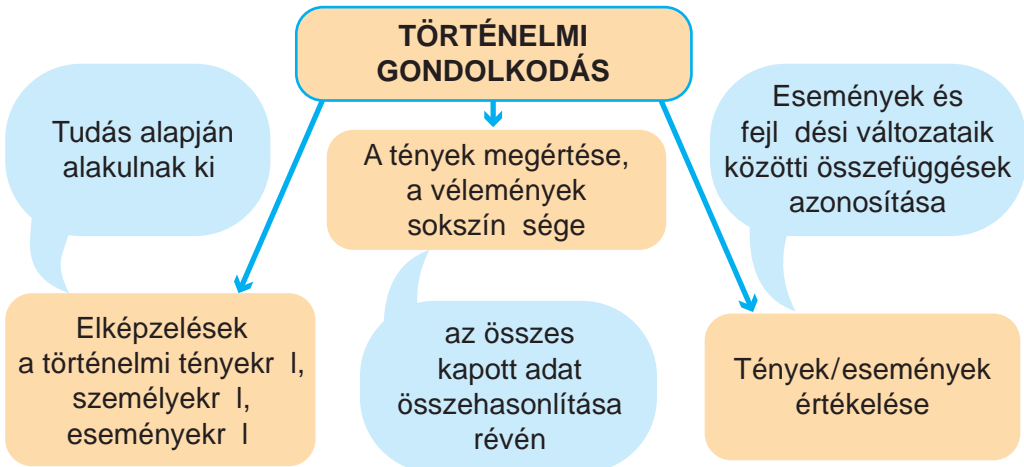 TÖRTÉNELMI
GONDOLKODÁS
Tudás alapján
alakulnak ki
A tények megértése,
a vélemények
sokszín sége
Események és
fejl dési változataik
közötti összefüggések
azonosítása
Elképzelések
a történelmi tényekr l,
személyekr l,
eseményekr l
az összes
kapott adat
összehasonlítása
révén
Tények/események
értékelése